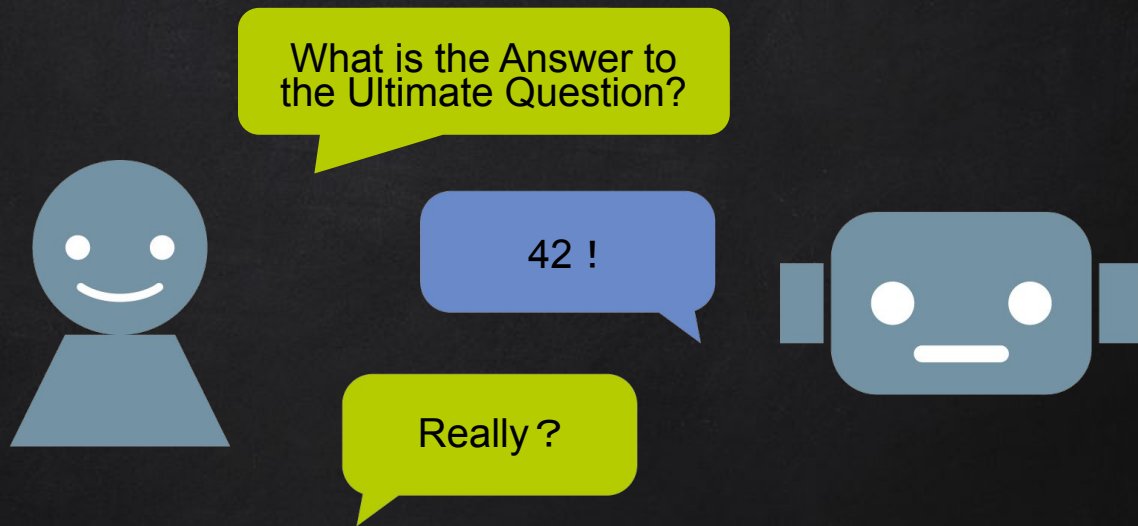 What is the Answer to
the Ultimate Question?
42！
Really？